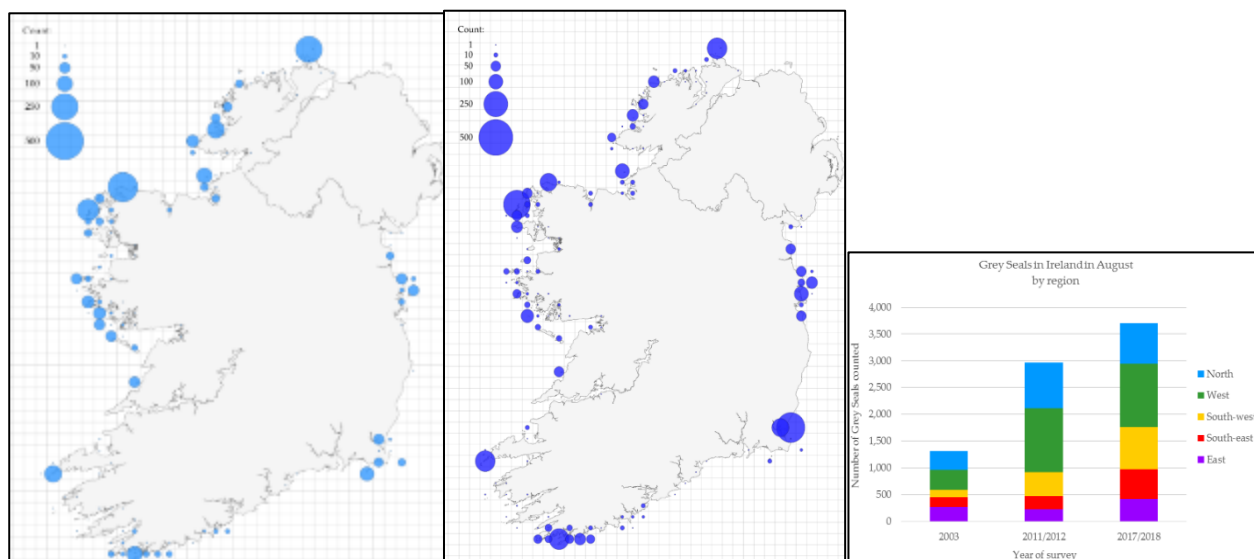 Count:
1
10
50
100
250
500
Count:
1
10
50
100
250
500
Grey Seals in Ireland in August
by region
Number of Grey Seals counted
4,000
3,500
3,000
2,500
2,000
1,500
1,000
500
0
2003
2011/2012
2017/2018
Year of survey
North
West
South-west
South-east
East